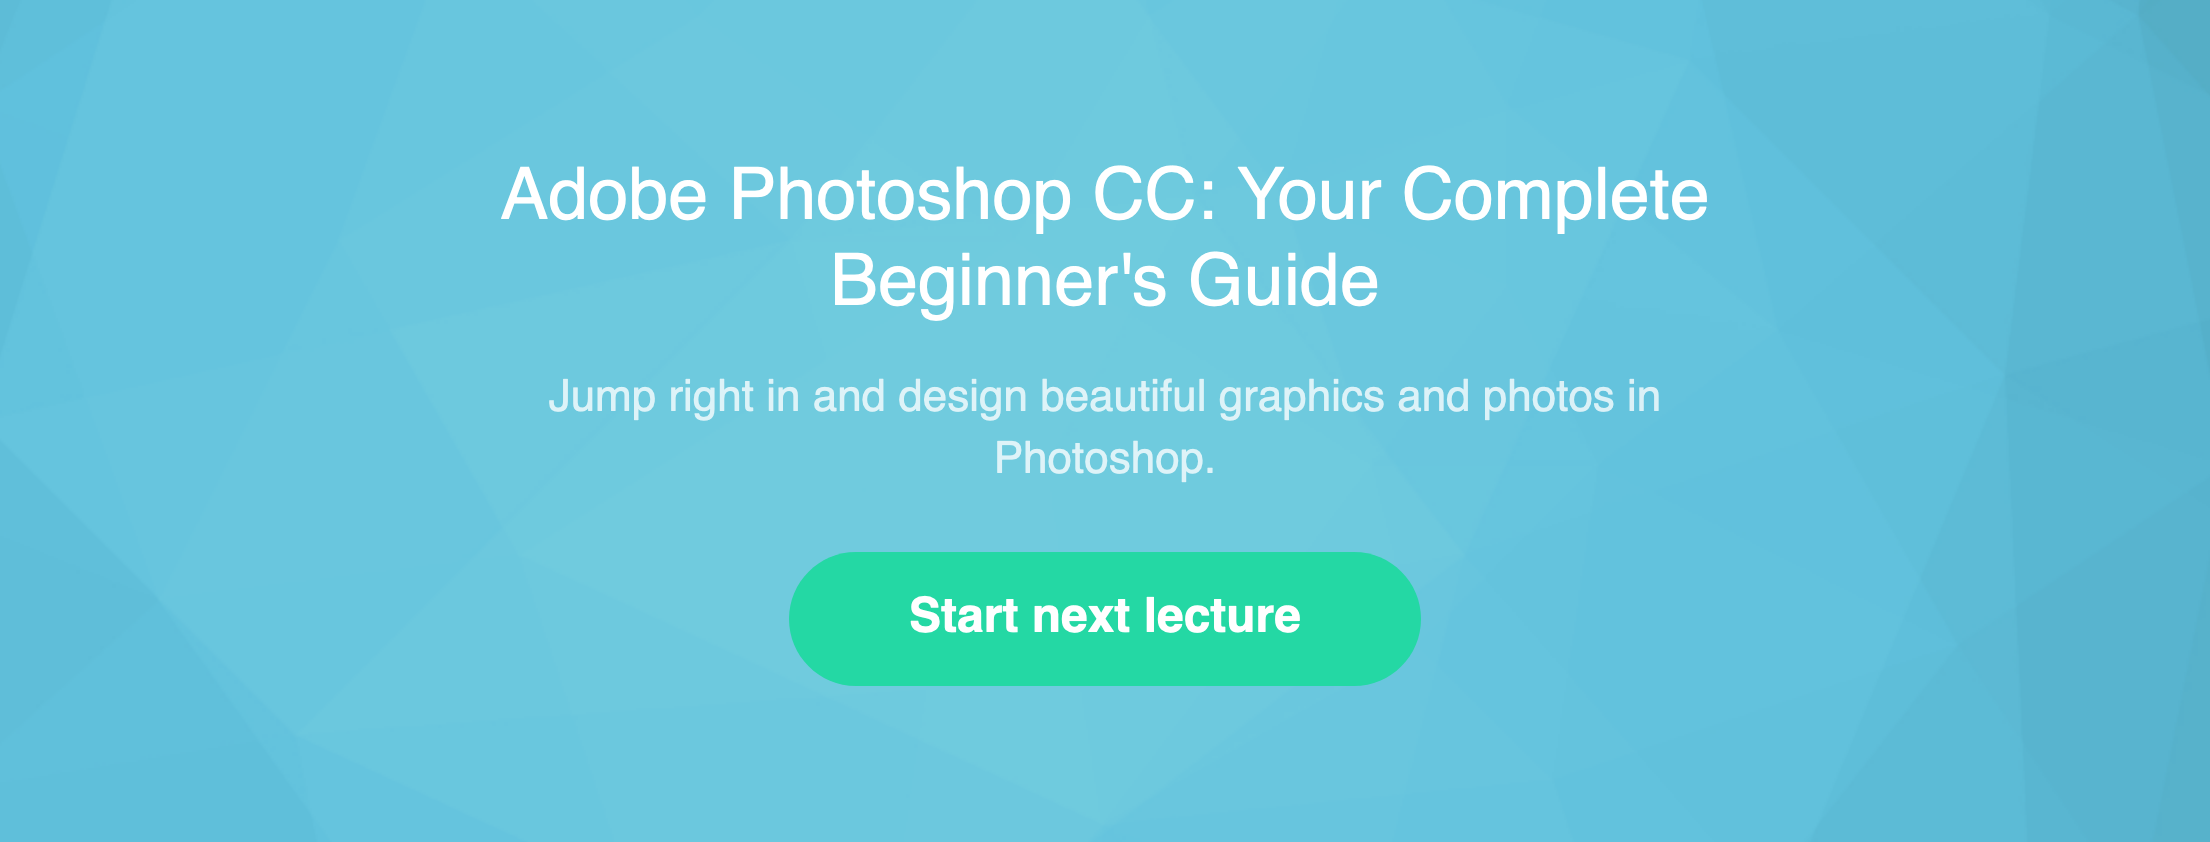 Adobe Photoshop CC: Your Complete
Beginner's Guide
Jump right in and design beautiful graphics and photos in
Photoshop.
Start next lecture